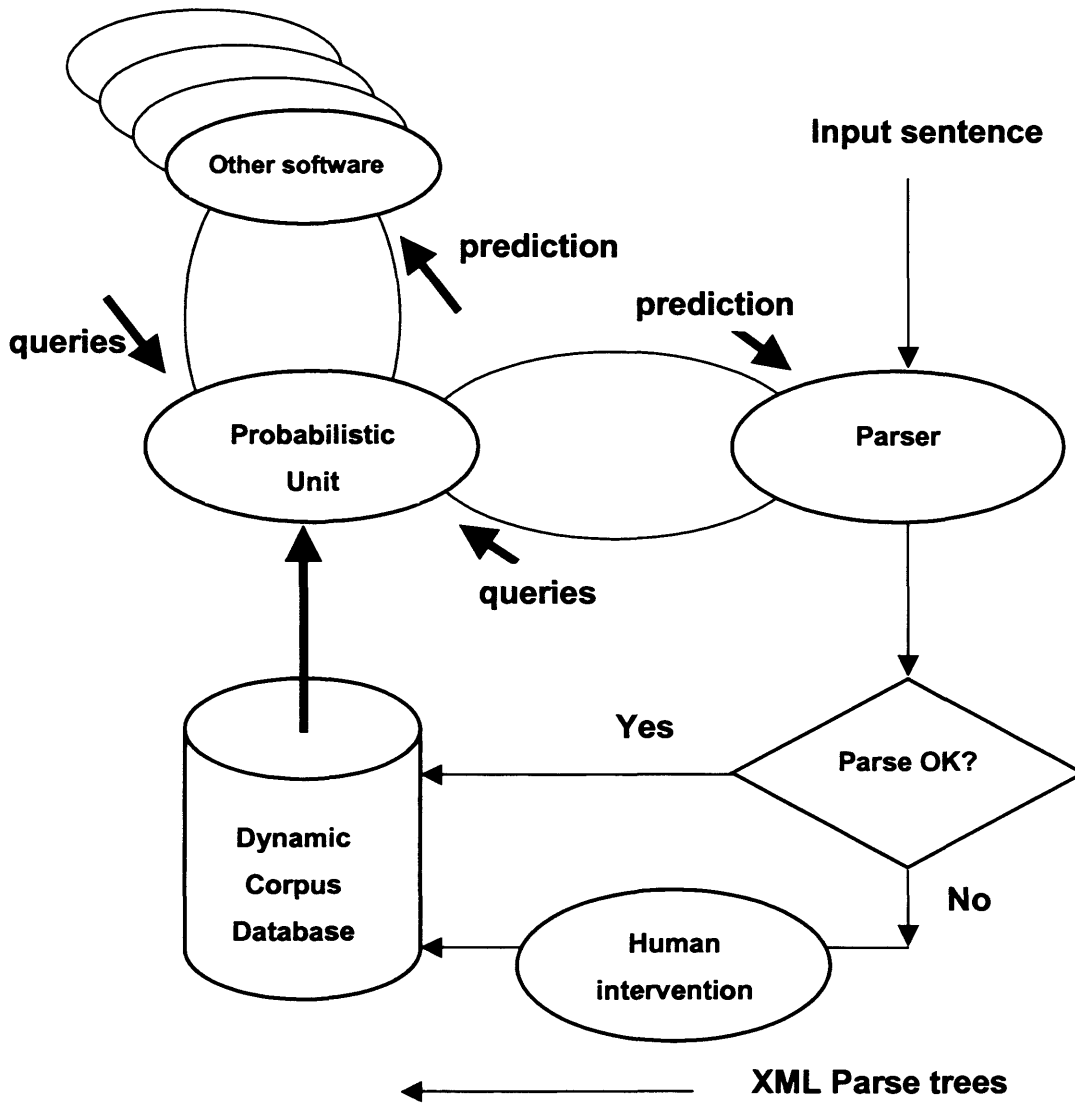 Input sentence
Other software
prediction
prediction
queries
Probabilistic
Unit
Parser
queries
Yes
Parse OK?
Dynamic
Corpus
Database
No
Human
intervention
XML Parse trees